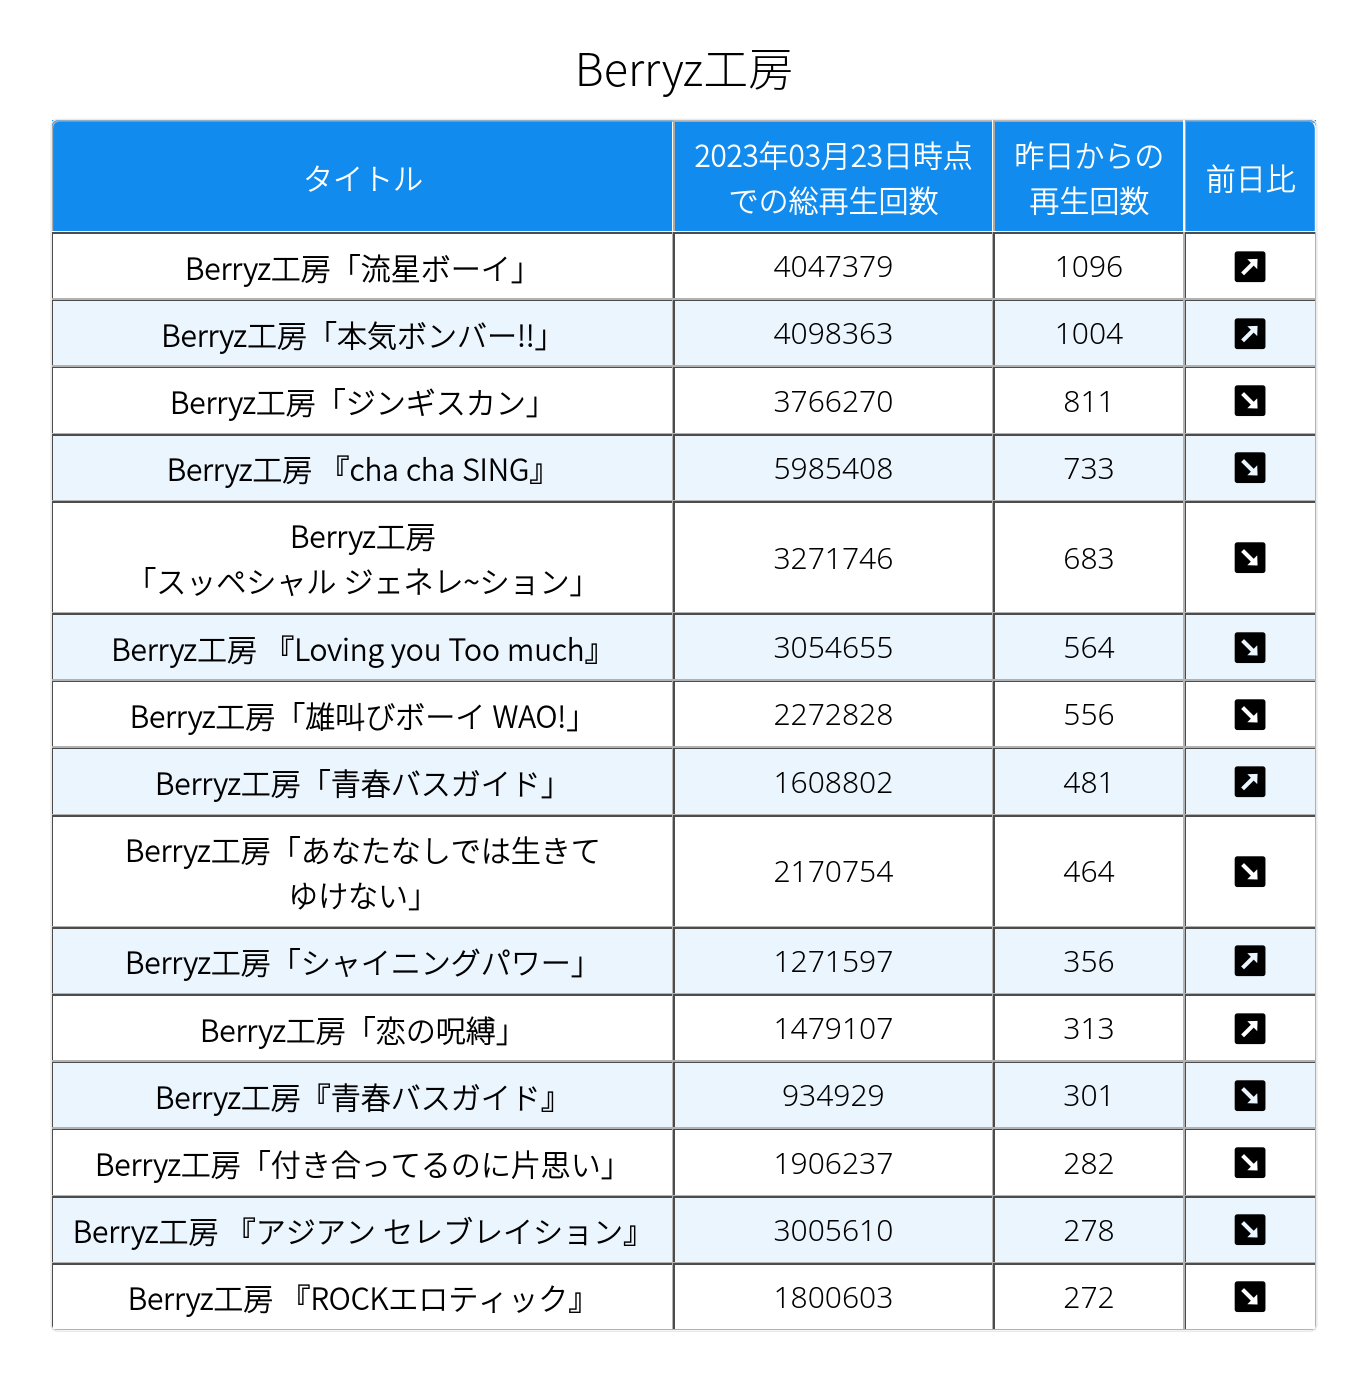 Berryz工房
タイトル
2023年03月23日時点
での総再生回数
昨日からの
再生回数
前日比
Berryz工房「流星ボーイ」 4047379 1096 ↗
Berryz工房「本気ボンバー!!」 4098363 1004 ↗
Berryz工房「ジンギスカン」 3766270 811 ↘
Berryz工房 『cha cha SING』 5985408 733 ↘
Berryz工房
「スッペシャル ジェネレ~ション」 3271746 683 ↘
Berryz工房 『Loving you Too much』 3054655 564 ↘
Berryz工房「雄叫びボーイ WAO!」 2272828 556 ↘
Berryz工房「青春バスガイド」 1608802 481 ↗
Berryz工房「あなたなしでは生きて
ゆけない」 2170754 464 ↘
Berryz工房「シャイニングパワー」 1271597 356 ↗
Berryz工房「恋の呪縛」 1479107 313 ↗
Berryz工房『青春バスガイド』 934929 301 ↘
Berryz工房「付き合ってるのに片思い」 1906237 282 ↘
Berryz工房 『アジアン セレブレイション』 3005610 278 ↘
Berryz工房 『ROCKエロティック』 1800603 272 ↘